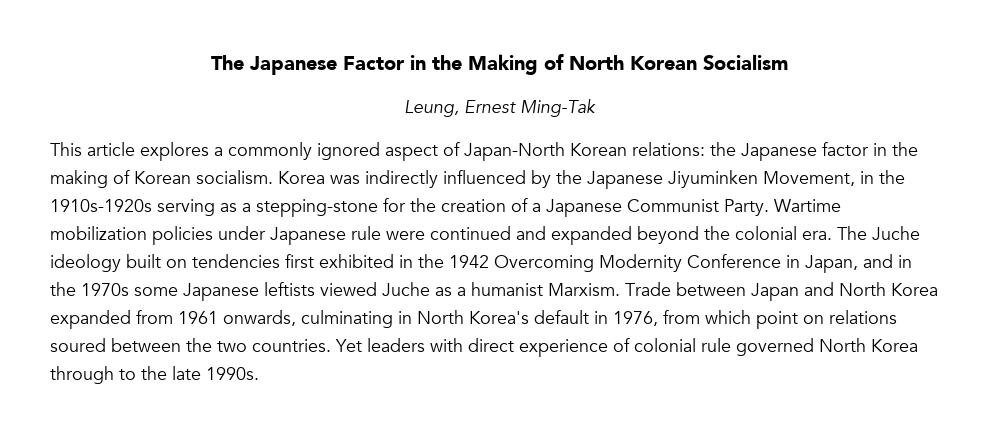 The Japanese Factor in the Making of North Korean Socialism
Leung, Ernest Ming-Tak
This article explores a commonly ignored aspect of Japan-North Korean relations: the Japanese factor in the
making of Korean socialism. Korea was indirectly influenced by the Japanese Jiyuminken Movement, in the
1910s-1920s serving as a stepping-stone for the creation of a Japanese Communist Party. Wartime
mobilization policies under Japanese rule were continued and expanded beyond the colonial era. The Juche
ideology built on tendencies first exhibited in the 1942 Overcoming Modernity Conference in Japan, and in
the 1970s some Japanese leftists viewed Juche as a humanist Marxism. Trade between Japan and North Korea
expanded from 1961 onwards, culminating in North Korea's default in 1976, from which point on relations
soured between the two countries. Yet leaders with direct experience of colonial rule governed North Korea
through to the late 1990s.